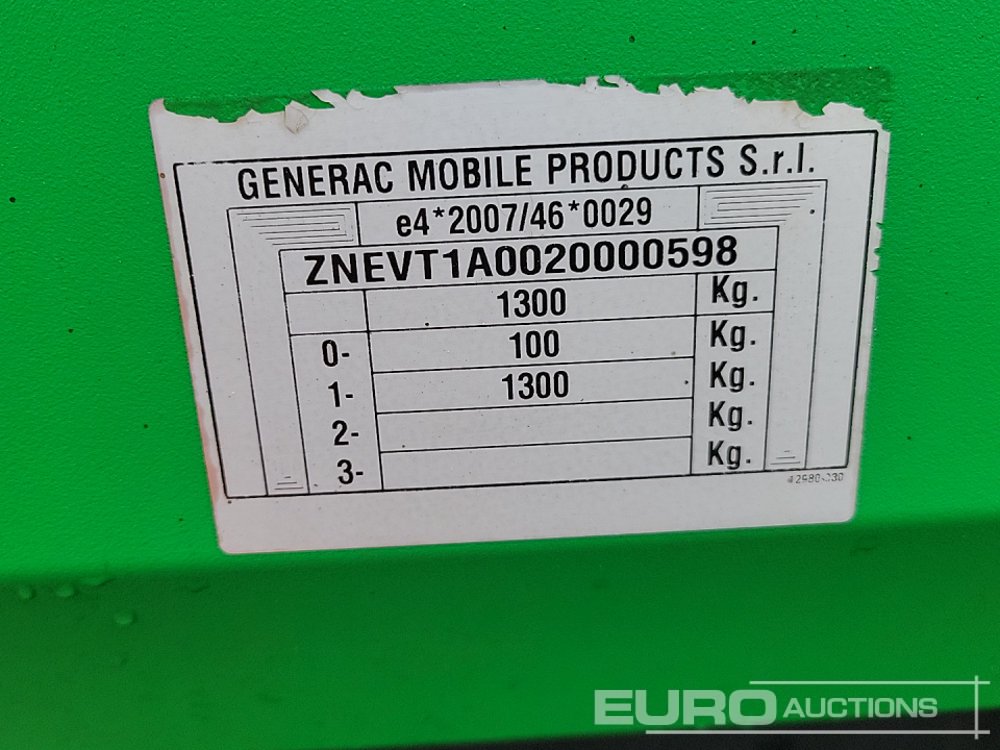 GENERAC MOBILE PRODUCTS S.r.l.
e4*2007/46*0029
ZNEVT1A0020000598
1300 Kg.
0- 100 Kg.
1- 1300 Kg.
2- Kg.
3- Kg.
EURO AUCTIONS